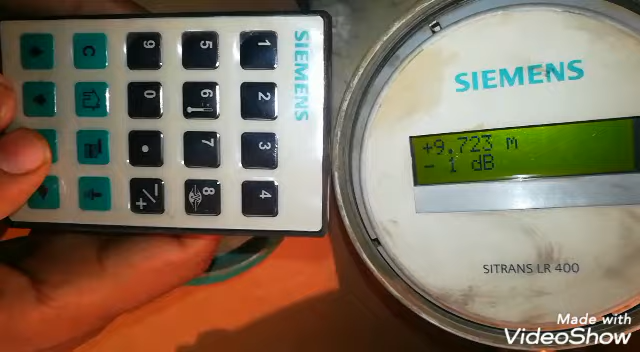 SIEMENS
1 2 3 4
5 6 7 8
9 0 • −/+
C
SIEMENS
+9.723 M
- 1 dB
SITRANS LR 400
Made with
VideoShow